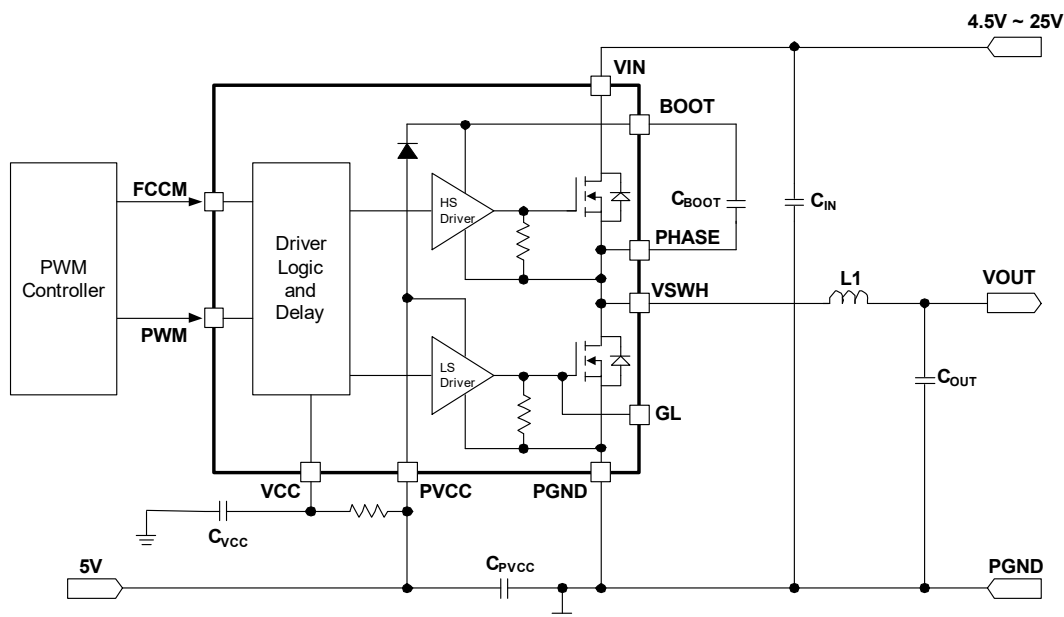 4.5V ~ 25V
VIN
BOOT
FCCM
HS
Driver
CBOOT
CIN
PWM
Controller
Driver
Logic
and
Delay
PHASE
L1
VOUT
VSWH
PWM
LS
Driver
COUT
GL
VCC
PVCC
PGND
CVCC
5V
CPVCC
PGND